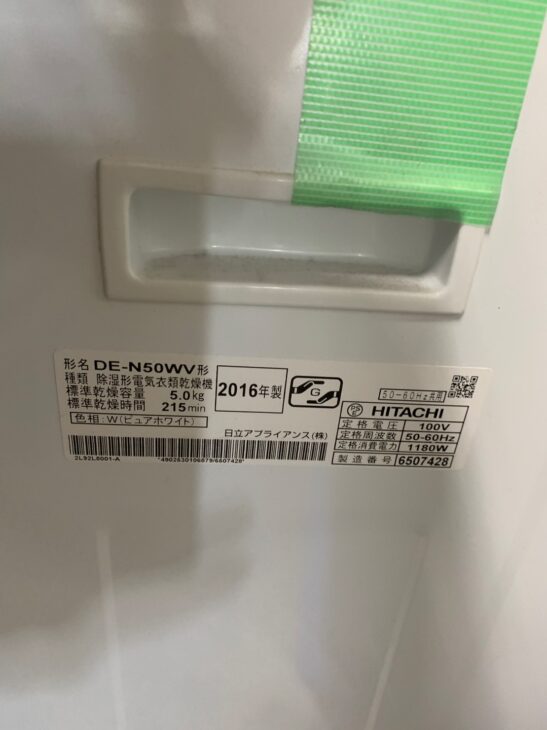 形名 DE-N50WV形
種類 除湿形電気衣類乾燥機
標準乾燥容量 5.0kg
標準乾燥時間 215min
色相:W(ピュアホワイト)
2016年製
G
日立アプライアンス(株)
2L92L6001-A
*4902530106879/6507428*
50-60Hz共用
PS E HITACHI
定格電圧 100V
定格周波数 50-60Hz
定格消費電力 1180W
製造番号 6507428